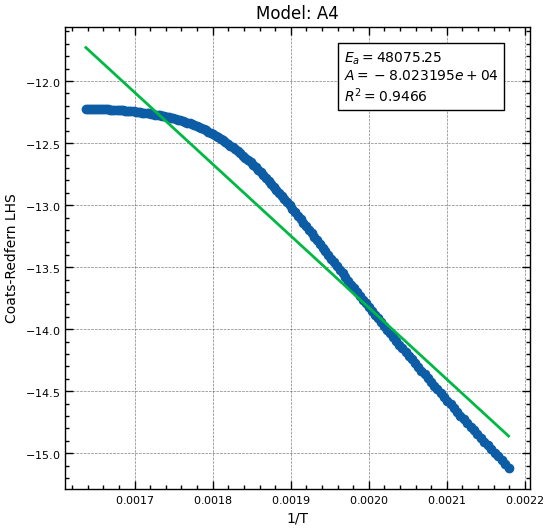 Model: A4
E_a = 48075.25
A = −8.023195e + 04
R² = 0.9466
Coats-Redfern LHS
−12.0
−12.5
−13.0
−13.5
−14.0
−14.5
−15.0
0.0017 0.0018 0.0019 0.0020 0.0021 0.0022
1/T